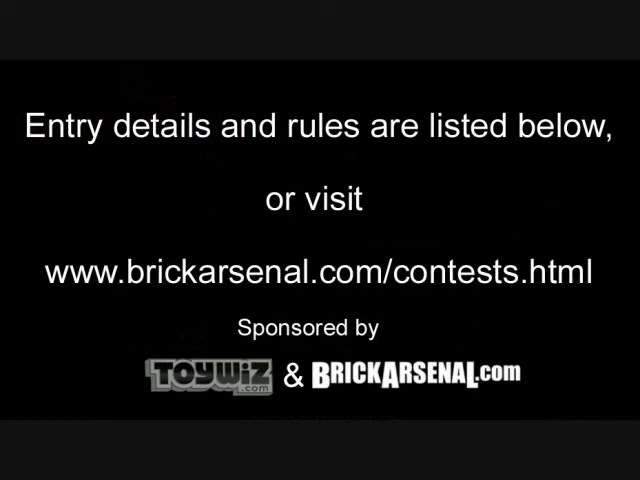 Entry details and rules are listed below,
or visit
www.brickarsenal.com/contests.html
Sponsored by
TOYWIZ.com & BRICKARSENAL.com